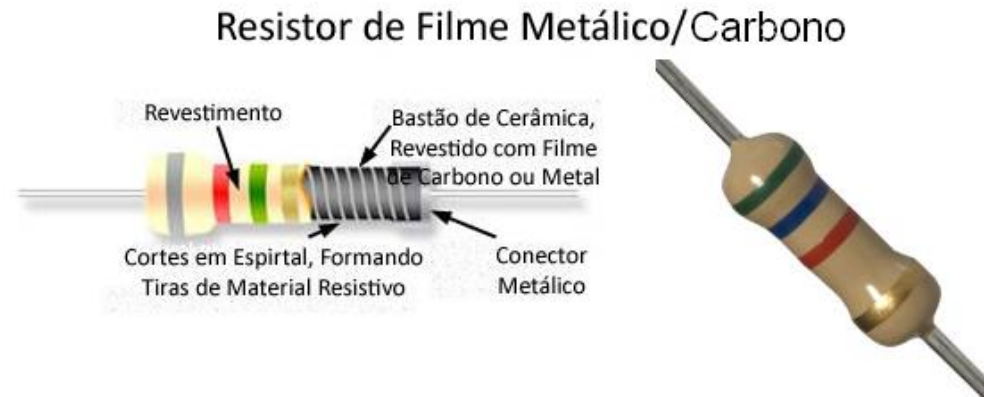 Resistor de Filme Metálico/Carbono
Revestimento
Bastão de Cerâmica,
Revestido com Filme
de Carbono ou Metal
Cortes em Espirtal, Formando
Tiras de Material Resistivo
Conector
Metálico